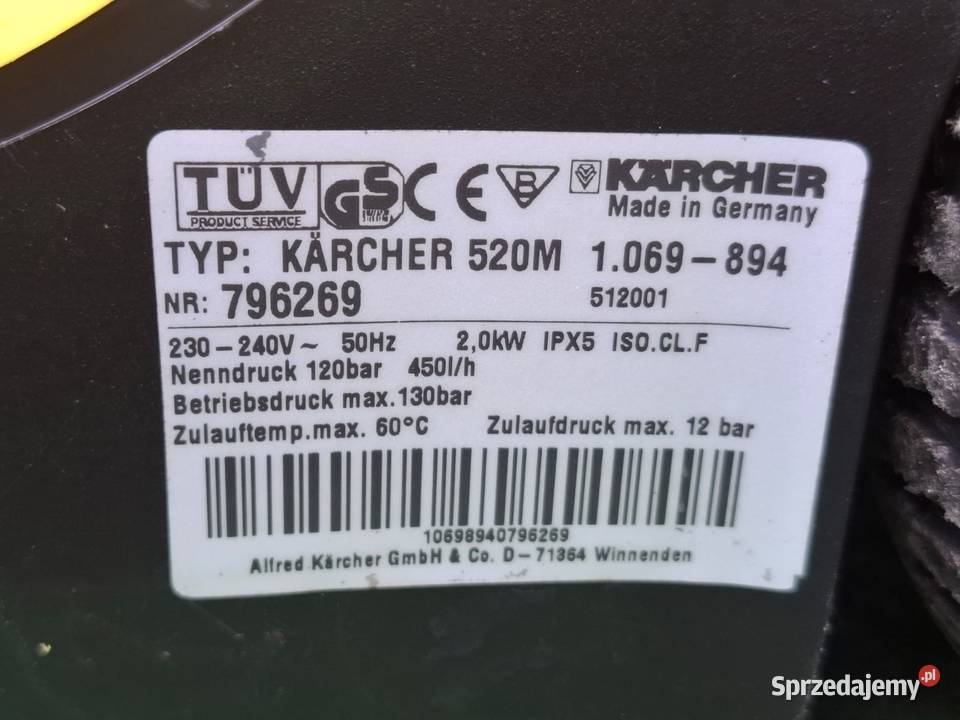 TÜV
PRODUCT SERVICE
GS
CE
B
KÄRCHER
Made in Germany
TYP: KÄRCHER 520M 1.069-894
NR: 796269 512001
230-240V~ 50Hz 2,0kW IPX5 ISO.CL.F
Nenndruck 120bar 450l/h
Betriebsdruck max.130bar
Zulauftemp.max. 60°C Zulaufdruck max. 12 bar
10698940796269
Alfred Kärcher GmbH & Co. D-71364 Winnenden
Sprzedajemy.pl